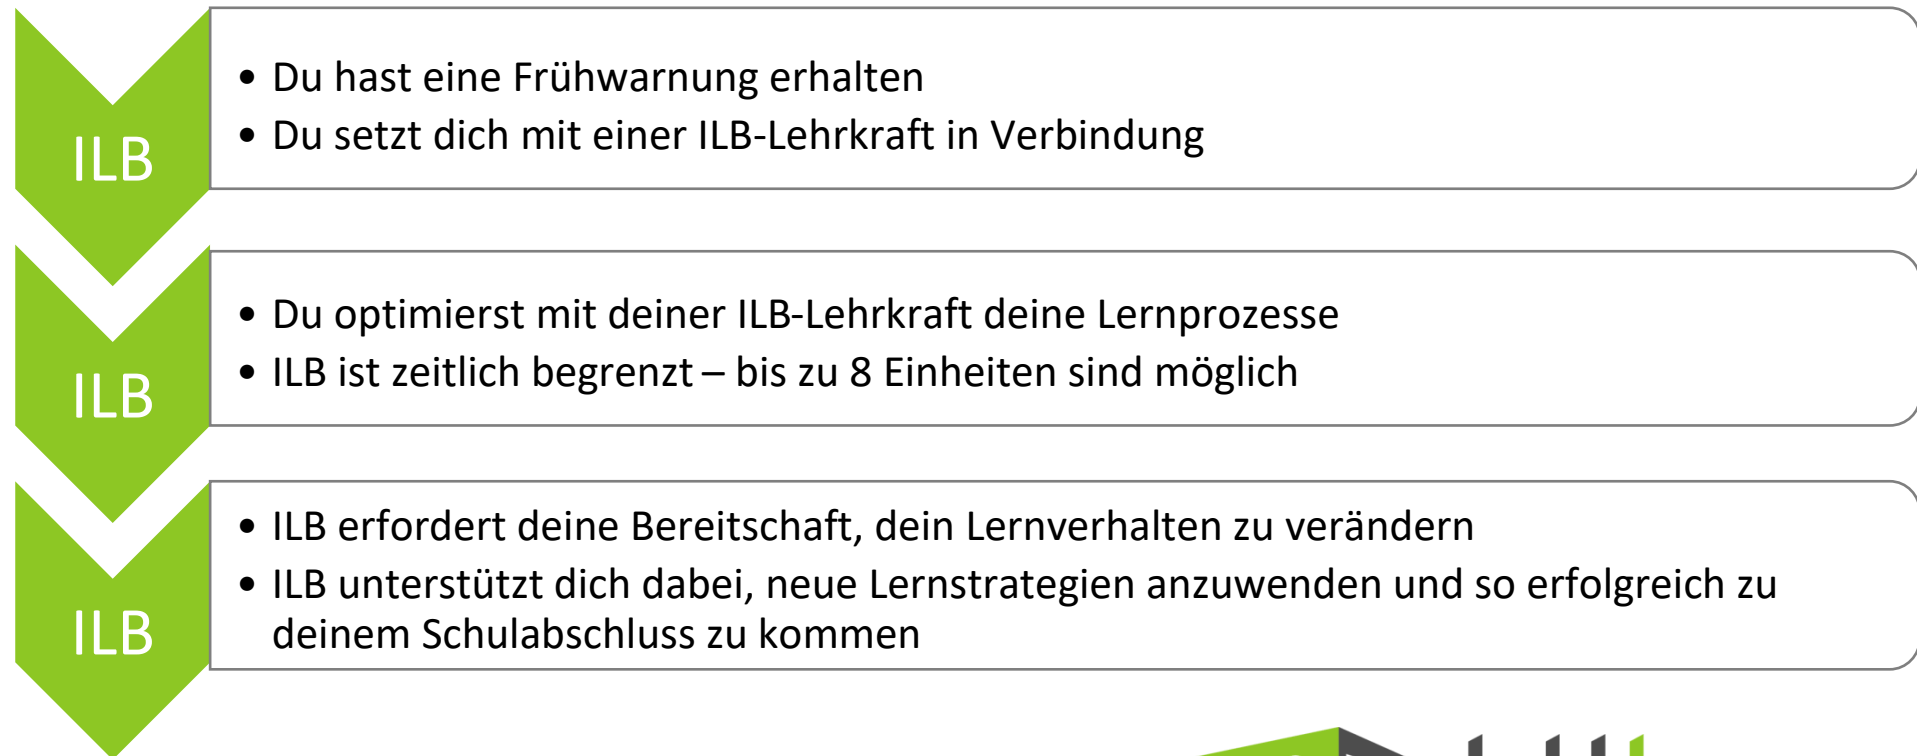 ILB
• Du hast eine Frühwarnung erhalten
• Du setzt dich mit einer ILB-Lehrkraft in Verbindung
ILB
• Du optimierst mit deiner ILB-Lehrkraft deine Lernprozesse
• ILB ist zeitlich begrenzt – bis zu 8 Einheiten sind möglich
ILB
• ILB erfordert deine Bereitschaft, dein Lernverhalten zu verändern
• ILB unterstützt dich dabei, neue Lernstrategien anzuwenden und so erfolgreich zu
deinem Schulabschluss zu kommen